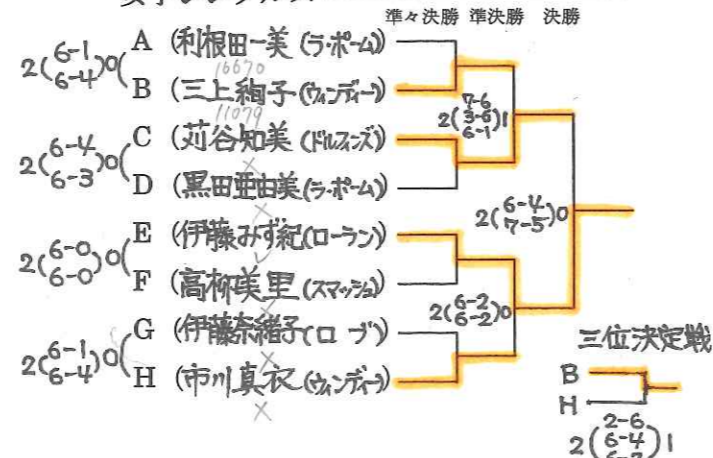 準々決勝 準決勝 決勝
2(6-1 6-4)0
A (利根田一美 (ラ・ポーム))
16670
B (三上絢子 (ウィンディー))
11079
2(6-4 6-3)0
C (苅谷知美 (ドルフィンズ))
D (黒田亜由美(ラ・ポーム))
2(6-0 6-0)0
E (伊藤みず紀(ローラン))
F (高柳美里 (スマッシュ))
2(6-1 6-4)0
G (伊藤奈緒子(ロブ))
H (市川真衣 (ウィンディー))
2(7-6 3-6 6-1)1
2(6-4 7-5)0
2(6-2 6-2)0
三位決定戦
B
H
2(2-6 6-4)1